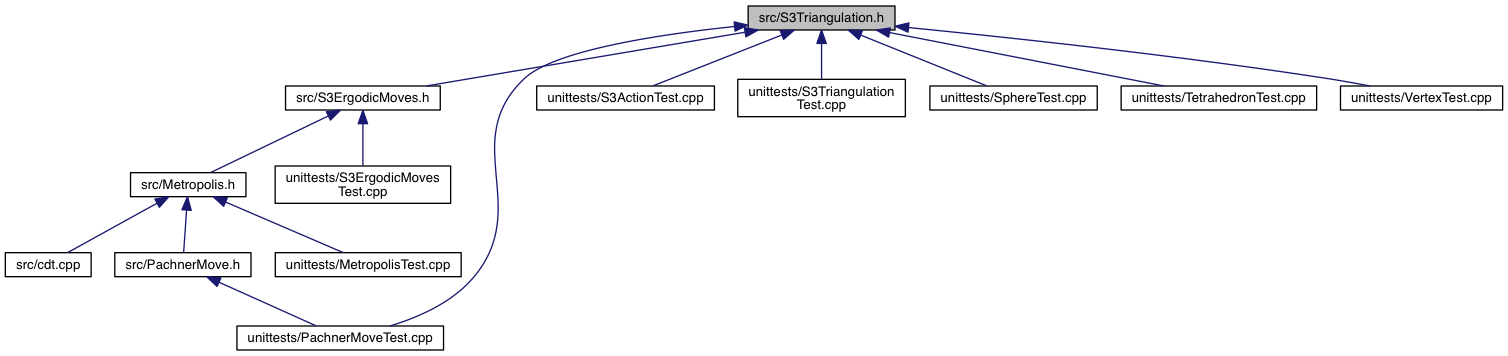 src/S3Triangulation.h
src/S3ErgodicMoves.h
unittests/S3ActionTest.cpp
unittests/S3Triangulation
Test.cpp
unittests/SphereTest.cpp
unittests/TetrahedronTest.cpp
unittests/VertexTest.cpp
src/Metropolis.h
unittests/S3ErgodicMoves
Test.cpp
src/cdt.cpp
src/PachnerMove.h
unittests/MetropolisTest.cpp
unittests/PachnerMoveTest.cpp